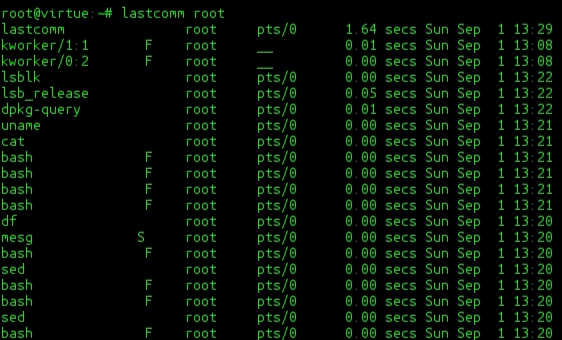 root@virtue:~# lastcomm root
lastcomm               root     pts/0      1.64 secs Sun Sep  1 13:29
kworker/1:1       F    root     __         0.01 secs Sun Sep  1 13:08
kworker/0:2       F    root     __         0.00 secs Sun Sep  1 13:08
lsblk                  root     pts/0      0.00 secs Sun Sep  1 13:22
lsb_release            root     pts/0      0.05 secs Sun Sep  1 13:22
dpkg-query             root     pts/0      0.01 secs Sun Sep  1 13:22
uname                  root     pts/0      0.00 secs Sun Sep  1 13:21
cat                    root     pts/0      0.00 secs Sun Sep  1 13:21
bash              F    root     pts/0      0.00 secs Sun Sep  1 13:21
bash              F    root     pts/0      0.00 secs Sun Sep  1 13:21
bash              F    root     pts/0      0.00 secs Sun Sep  1 13:21
bash              F    root     pts/0      0.00 secs Sun Sep  1 13:21
df                     root     pts/0      0.00 secs Sun Sep  1 13:20
mesg             S     root     pts/0      0.00 secs Sun Sep  1 13:20
bash              F    root     pts/0      0.00 secs Sun Sep  1 13:20
sed                    root     pts/0      0.00 secs Sun Sep  1 13:20
bash              F    root     pts/0      0.00 secs Sun Sep  1 13:20
bash              F    root     pts/0      0.00 secs Sun Sep  1 13:20
sed                    root     pts/0      0.00 secs Sun Sep  1 13:20
bash              F    root     pts/0      0.00 secs Sun Sep  1 13:20